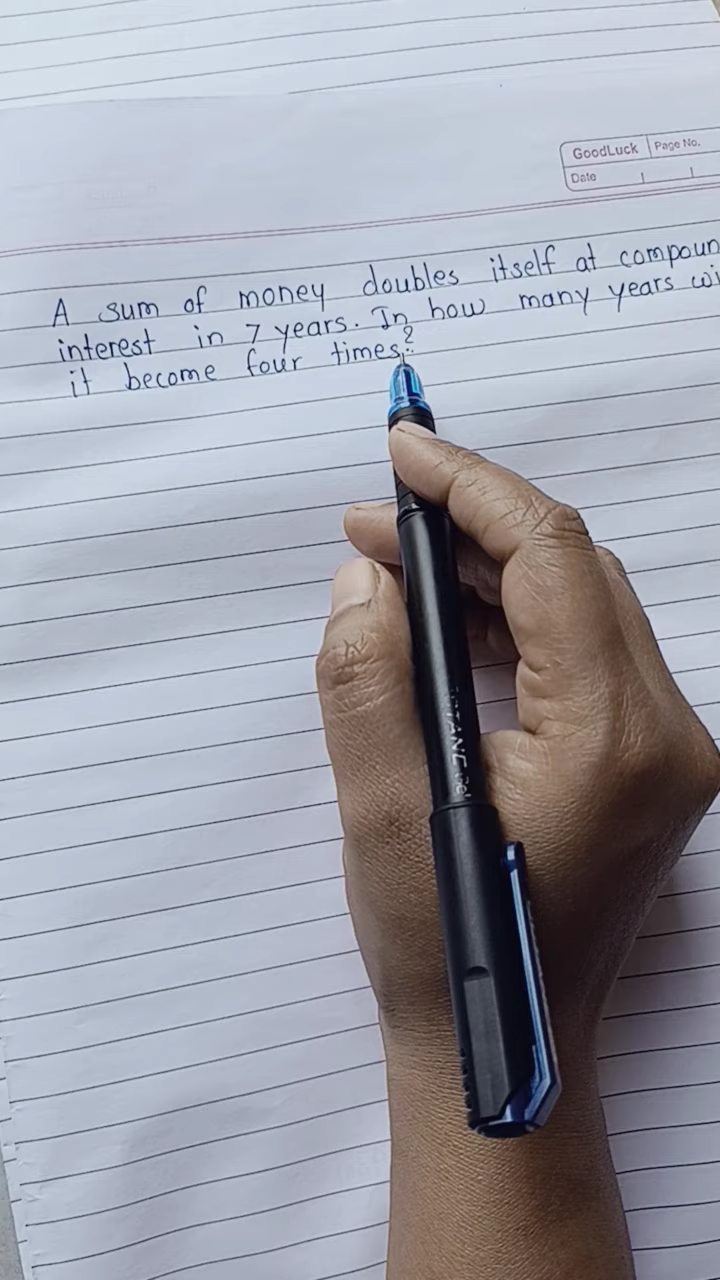 GoodLuck Page No.
Date
A sum of money doubles itself at compoun
interest in 7 years. In how many years wi
it become four times?